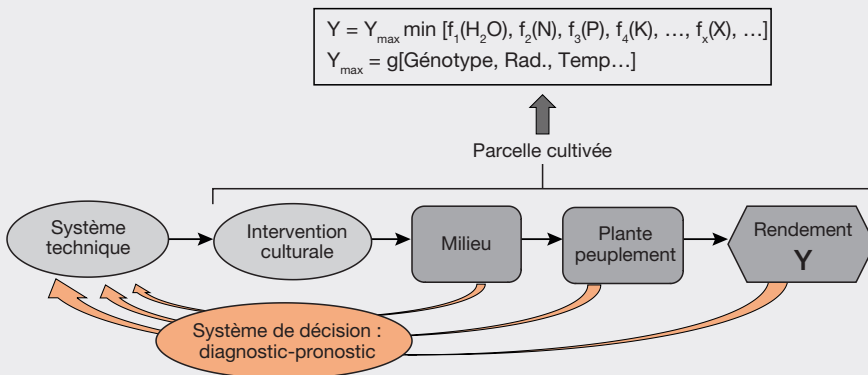 Y = Ymax min [f1(H2O), f2(N), f3(P), f4(K), …, fx(X), …]
Ymax = g[Génotype, Rad., Temp…]
Parcelle cultivée
Système
technique
Intervention
culturale
Milieu
Plante
peuplement
Rendement
Y
Système de décision :
diagnostic-pronostic